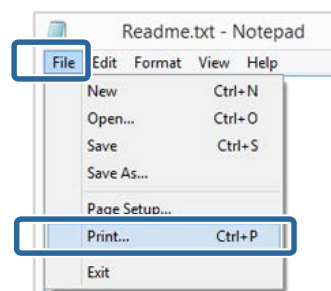 Readme.txt - Notepad
File Edit Format View Help
New Ctrl+N
Open... Ctrl+O
Save Ctrl+S
Save As...
Page Setup...
Print... Ctrl+P
Exit